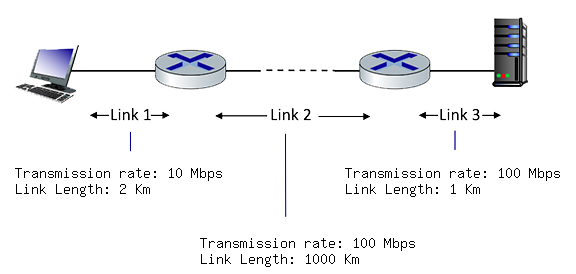 Link 1
Link 2
Link 3
Transmission rate: 10 Mbps
Link Length: 2 Km
Transmission rate: 100 Mbps
Link Length: 1 Km
Transmission rate: 100 Mbps
Link Length: 1000 Km